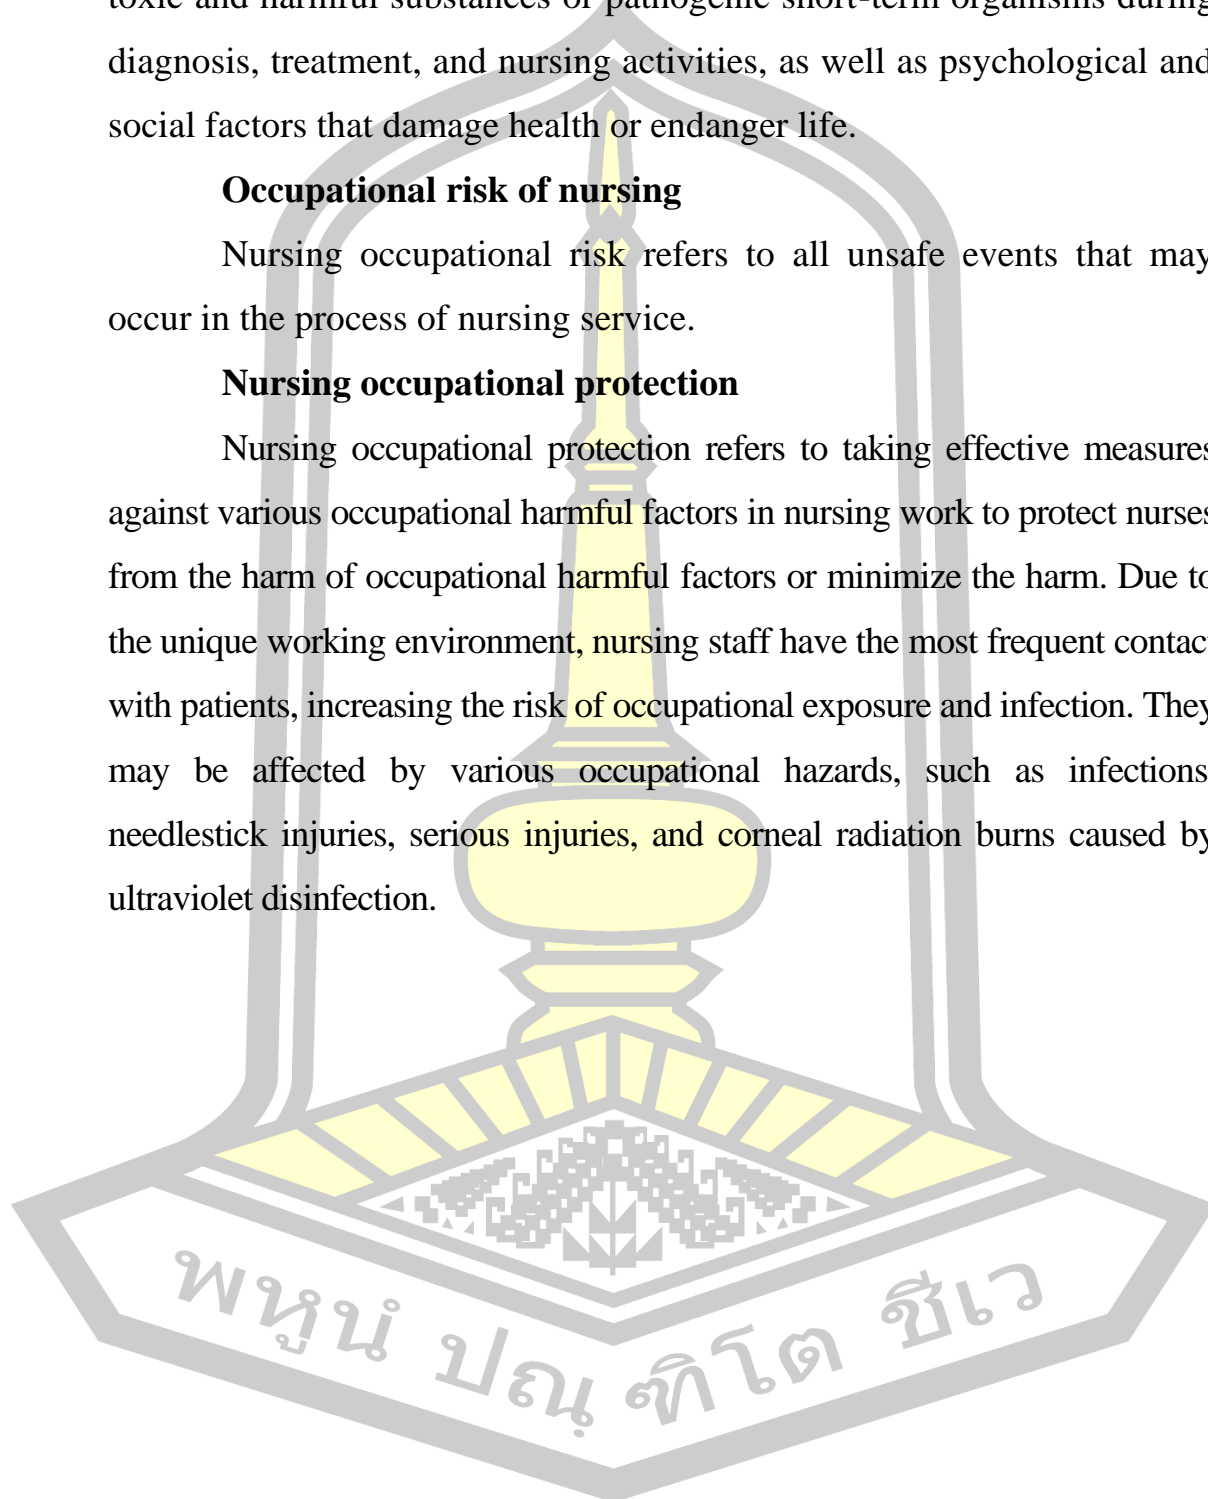 toxic and harmful substances or pathogenic short-term organisms during
diagnosis, treatment, and nursing activities, as well as psychological and
social factors that damage health or endanger life.
Occupational risk of nursing
Nursing occupational risk refers to all unsafe events that may
occur in the process of nursing service.
Nursing occupational protection
Nursing occupational protection refers to taking effective measures
against various occupational harmful factors in nursing work to protect nurses
from the harm of occupational harmful factors or minimize the harm. Due to
the unique working environment, nursing staff have the most frequent contact
with patients, increasing the risk of occupational exposure and infection. They
may be affected by various occupational hazards, such as infections,
needlestick injuries, serious injuries, and corneal radiation burns caused by
ultraviolet disinfection.
พหูนํ ปณฺฑิโต ชีเว